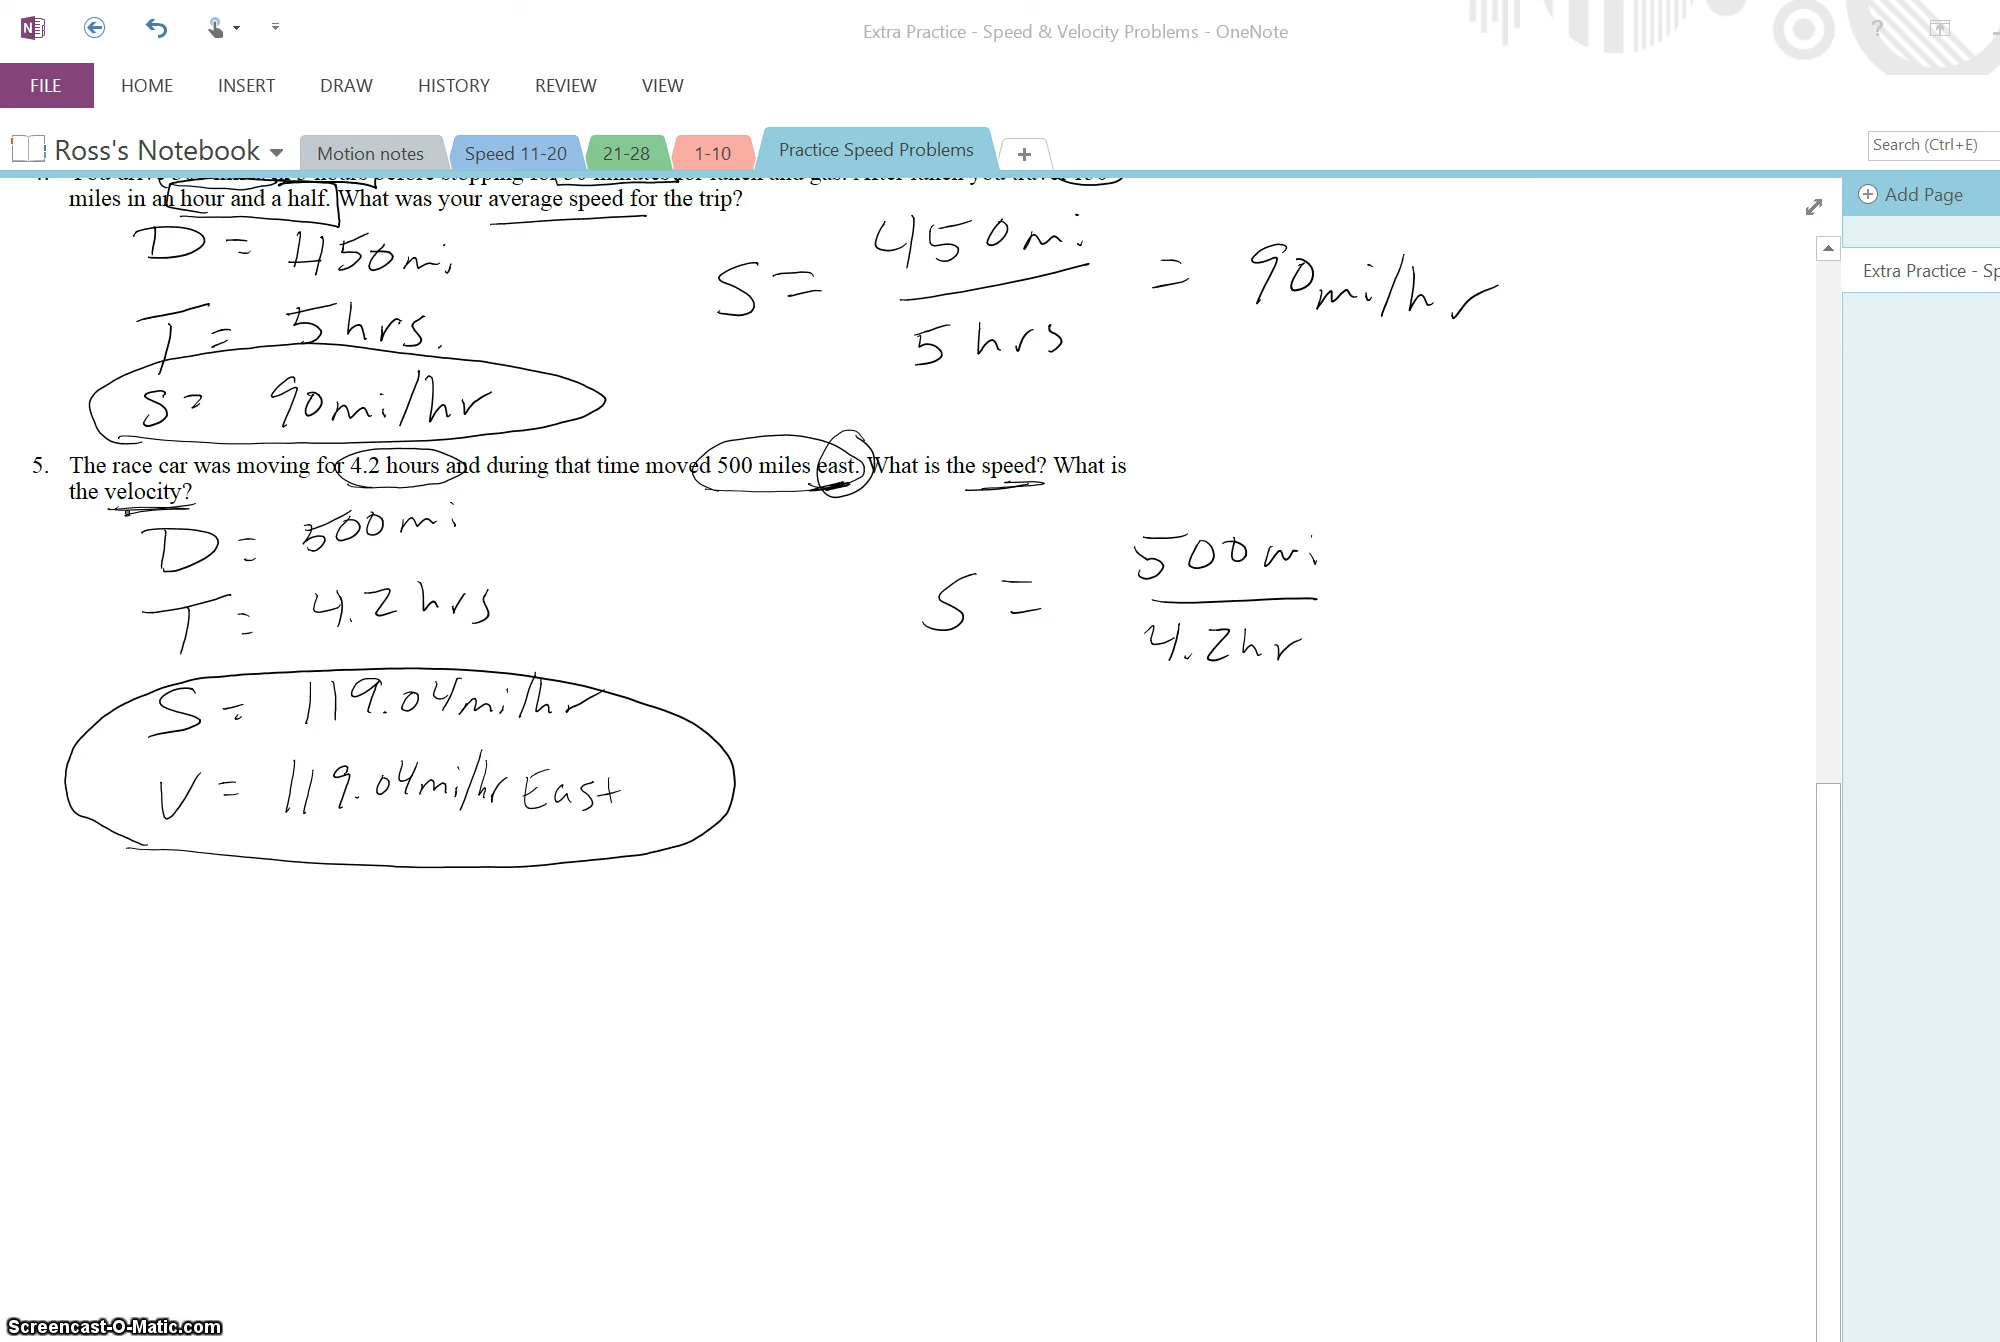 Extra Practice - Speed & Velocity Problems - OneNote
?
FILE HOME INSERT DRAW HISTORY REVIEW VIEW
Ross's Notebook Motion notes Speed 11-20 21-28 1-10 Practice Speed Problems +
Search (Ctrl+E)
Add Page
Extra Practice - Sp
miles in an hour and a half. What was your average speed for the trip?
D = 450mi
T = 5hrs.
S = 90mi/hr
S = 450mi / 5 hrs = 90mi/hr
5. The race car was moving for 4.2 hours and during that time moved 500 miles east. What is the speed? What is
the velocity?
D = 500mi
T = 4.2hrs
S = 119.04mi/hr
V = 119.04mi/hr East
S = 500mi / 4.2hr
Screencast-O-Matic.com